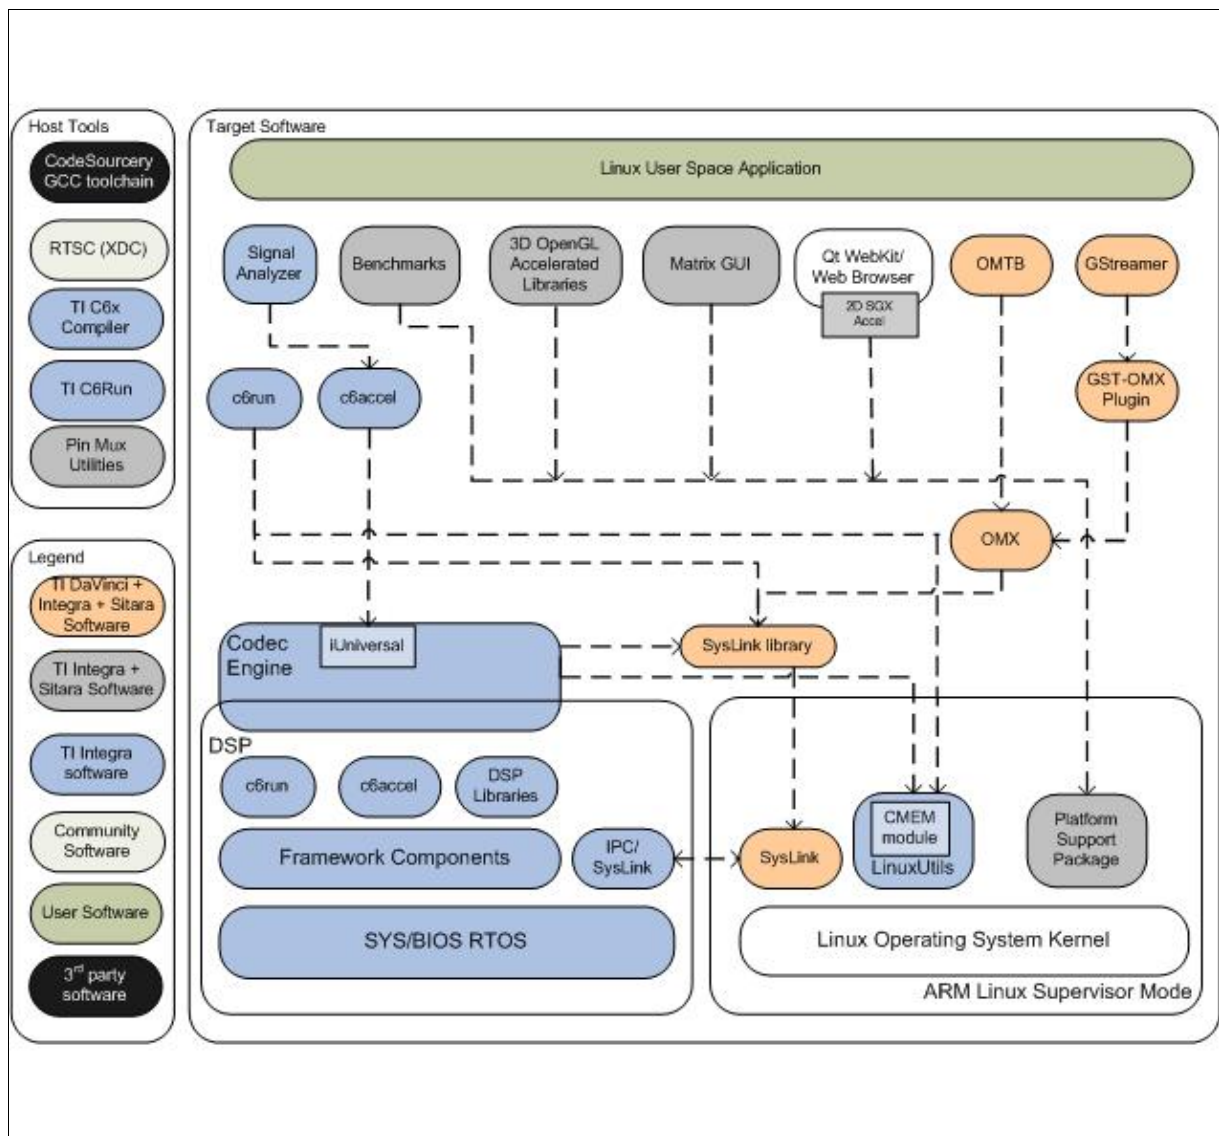 Host Tools
CodeSourcery
GCC toolchain
RTSC (XDC)
TI C6x
Compiler
TI C6Run
Pin Mux
Utilities
Legend
TI DaVinci +
Integra + Sitara
Software
TI Integra +
Sitara Software
TI Integra
software
Community
Software
User Software
3rd party
software
Target Software
Linux User Space Application
Signal
Analyzer
Benchmarks
3D OpenGL
Accelerated
Libraries
Matrix GUI
Qt WebKit/
Web Browser
2D SGX
Accel
OMTB
GStreamer
c6run
c6accel
GST-OMX
Plugin
OMX
Codec
Engine
iUniversal
SysLink library
DSP
c6run
c6accel
DSP
Libraries
Framework Components
IPC/
SysLink
SYS/BIOS RTOS
SysLink
CMEM
module
LinuxUtils
Platform
Support
Package
Linux Operating System Kernel
ARM Linux Supervisor Mode